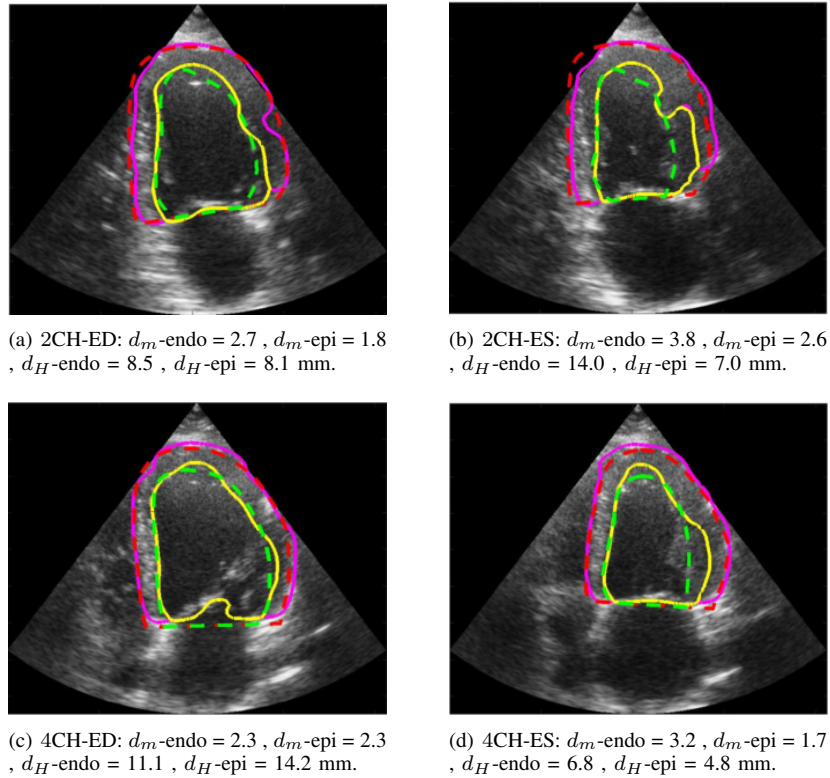 (a) 2CH-ED: d_m-endo = 2.7 , d_m-epi = 1.8
, d_H-endo = 8.5 , d_H-epi = 8.1 mm.
(b) 2CH-ES: d_m-endo = 3.8 , d_m-epi = 2.6
, d_H-endo = 14.0 , d_H-epi = 7.0 mm.
(c) 4CH-ED: d_m-endo = 2.3 , d_m-epi = 2.3
, d_H-endo = 11.1 , d_H-epi = 14.2 mm.
(d) 4CH-ES: d_m-endo = 3.2 , d_m-epi = 1.7
, d_H-endo = 6.8 , d_H-epi = 4.8 mm.